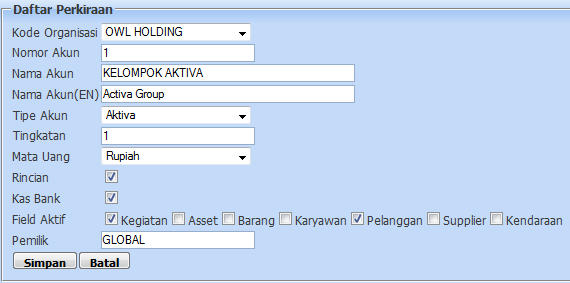 Daftar Perkiraan
Kode Organisasi OWL HOLDING
Nomor Akun 1
Nama Akun KELOMPOK AKTIVA
Nama Akun(EN) Activa Group
Tipe Akun Aktiva
Tingkatan 1
Mata Uang Rupiah
Rincian
Kas Bank
Field Aktif Kegiatan Asset Barang Karyawan Pelanggan Supplier Kendaraan
Pemilik GLOBAL
Simpan Batal